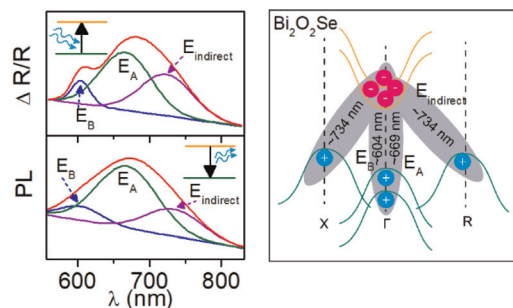 Δ R/R
E_B
E_A
E_indirect
PL
E_B
E_A
E_indirect
600
700
800
λ (nm)
Bi₂O₂Se
E_indirect
~734 nm
E_B
~604 nm
~669 nm
E_A
~734 nm
X
Γ
R